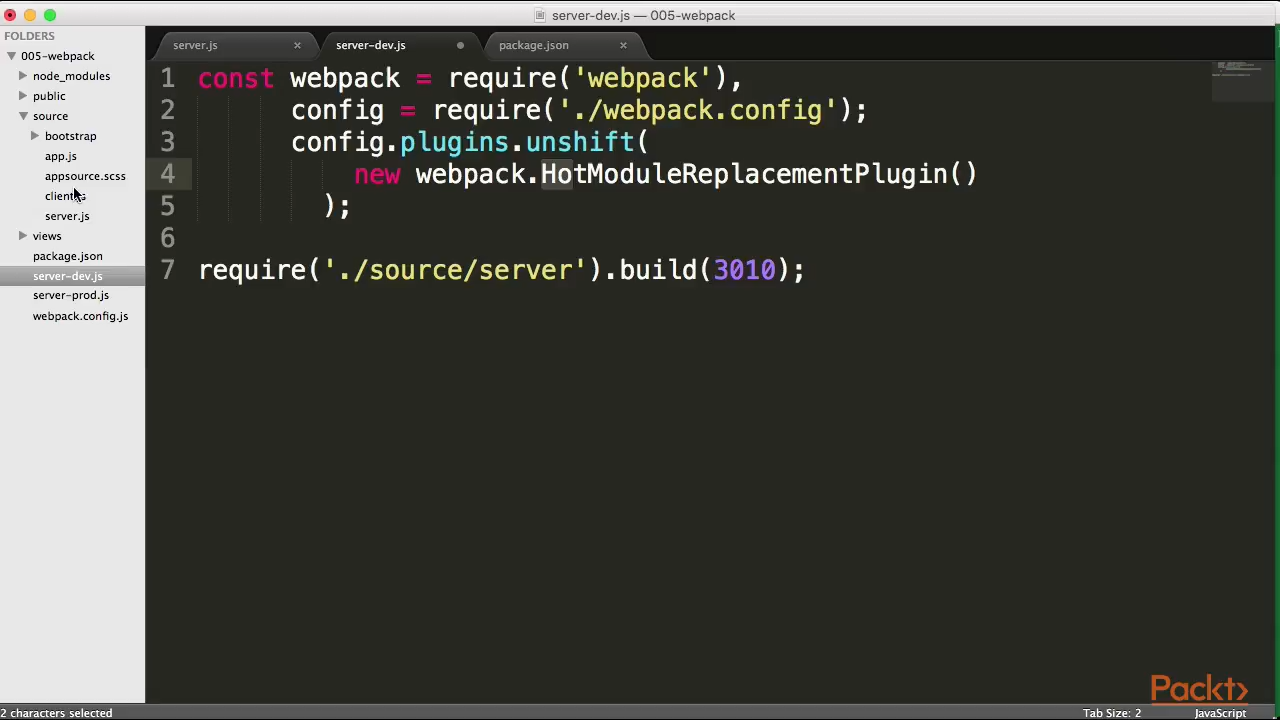 server-dev.js — 005-webpack
FOLDERS
005-webpack
node_modules
public
source
bootstrap
app.js
appsource.scss
server.js
views
package.json
server-dev.js
server-prod.js
webpack.config.js
server.js
server-dev.js
package.json
1 const webpack = require('webpack'),
2 config = require('./webpack.config');
3 config.plugins.unshift(
4 new webpack.HotModuleReplacementPlugin()
5 );
6
7 require('./source/server').build(3010);
Packt>
2 characters selected
Tab Size: 2
JavaScript